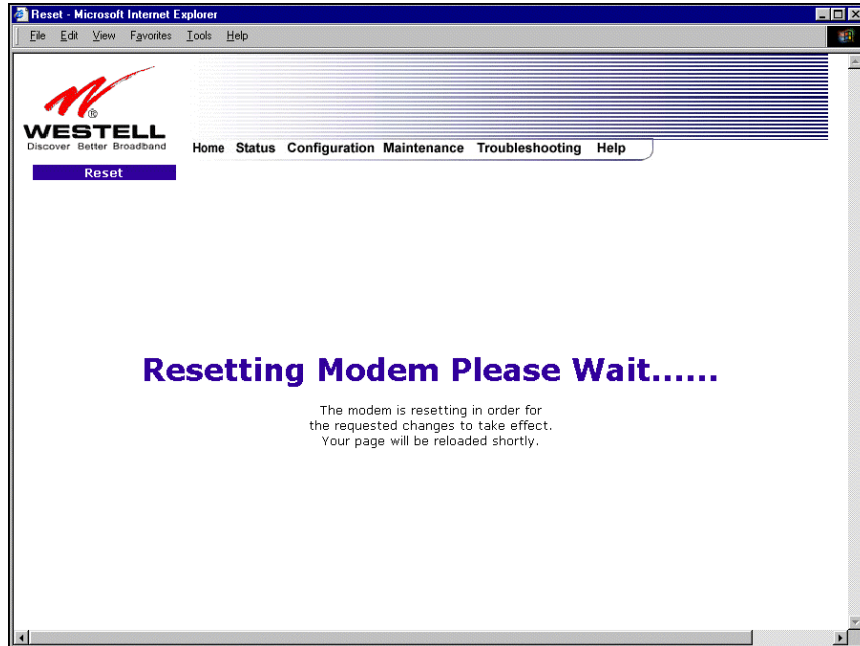 Reset - Microsoft Internet Explorer
File Edit View Favorites Tools Help
WESTELL
®
Discover Better Broadband
Home Status Configuration Maintenance Troubleshooting Help
Reset
Resetting Modem Please Wait......
The modem is resetting in order for
the requested changes to take effect.
Your page will be reloaded shortly.